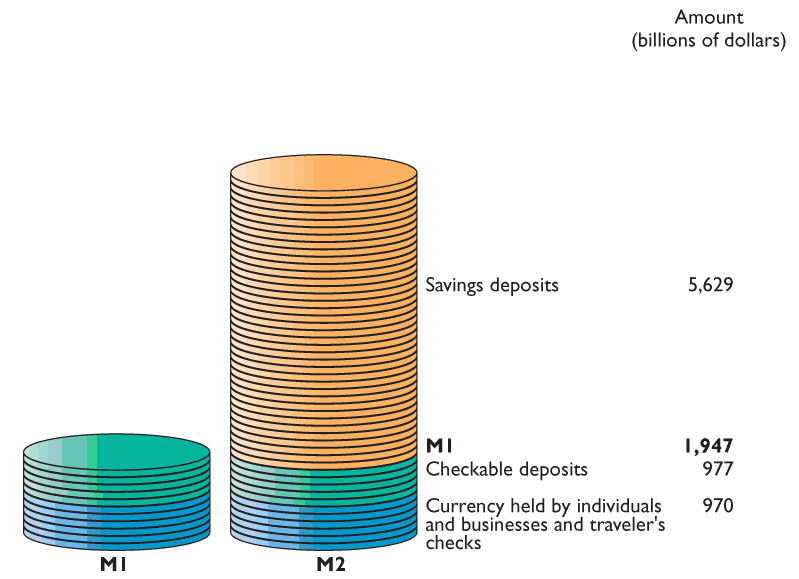 Amount
(billions of dollars)
Savings deposits 5,629
M1 1,947
Checkable deposits 977
Currency held by individuals 970
and businesses and traveler's
checks
M1 M2